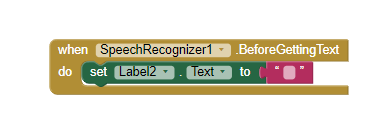 when SpeechRecognizer1 .BeforeGettingText
do set Label2 . Text to " "